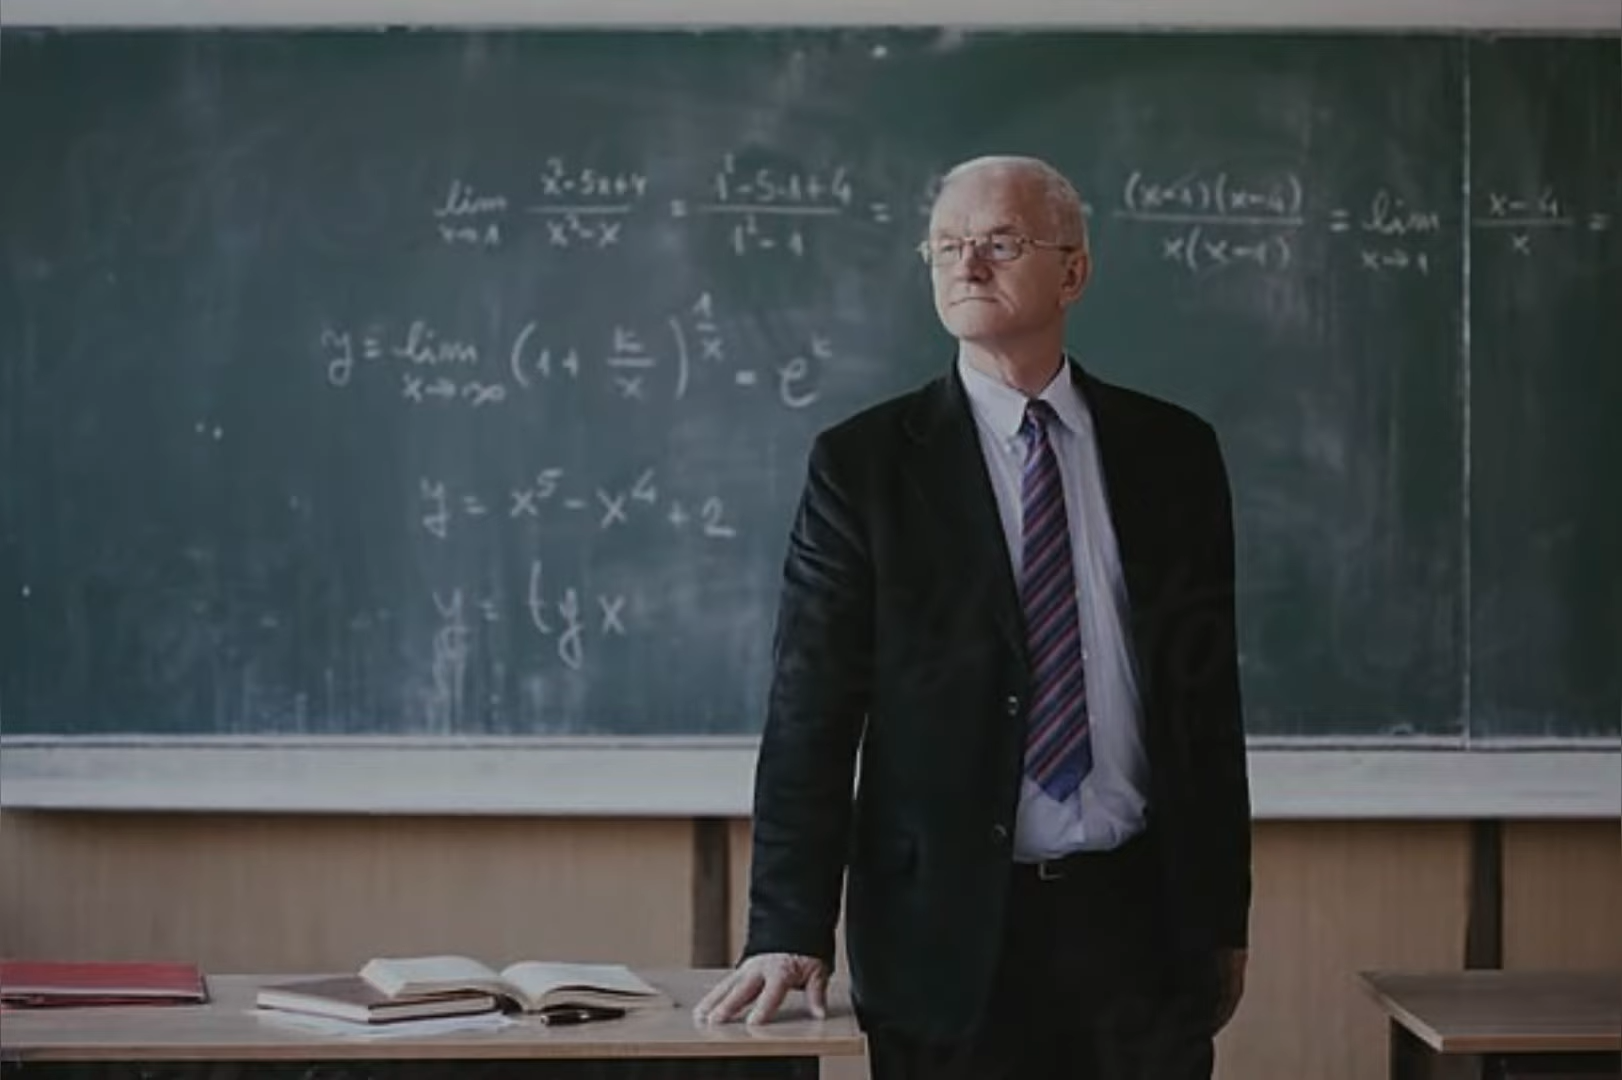 lim x→1 x²-5x+4 / x²-x = 1²-5·1+4 / 1²-1 = (x-1)(x-4) / x(x-1) = lim x→1 x-4 / x =
y = lim x→∞ (1+ k/x)^1/x = e^k
y = x⁵-x⁴+2
y = tg x